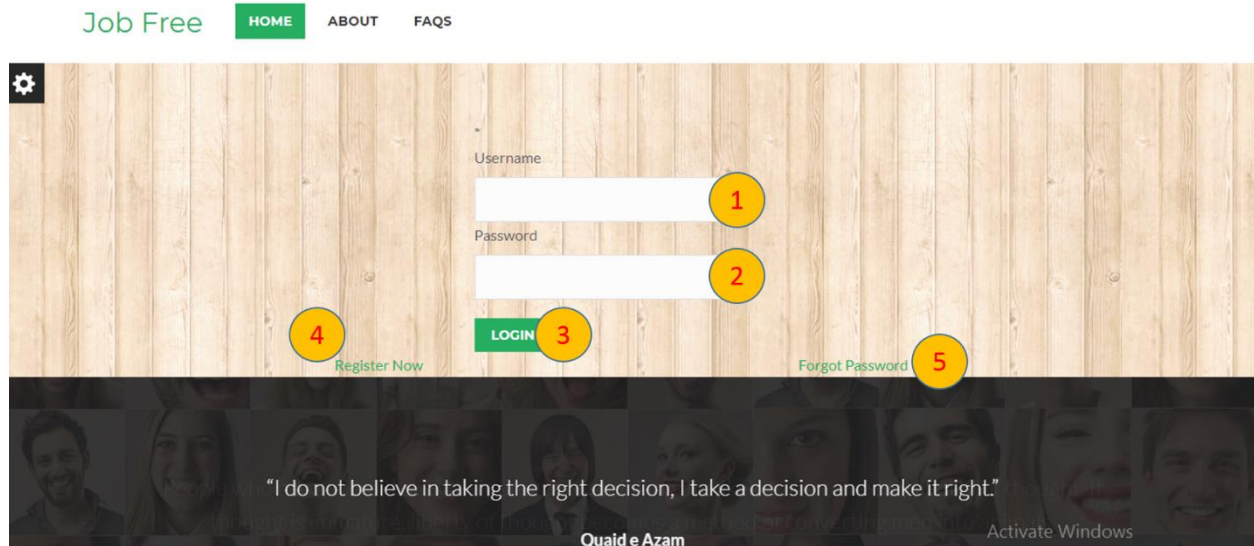 Job Free HOME ABOUT FAQS
*
Username
1
Password
2
LOGIN 3
4
Register Now
Forgot Password 5
“I do not believe in taking the right decision, I take a decision and make it right.”
Quaid e Azam
Activate Windows